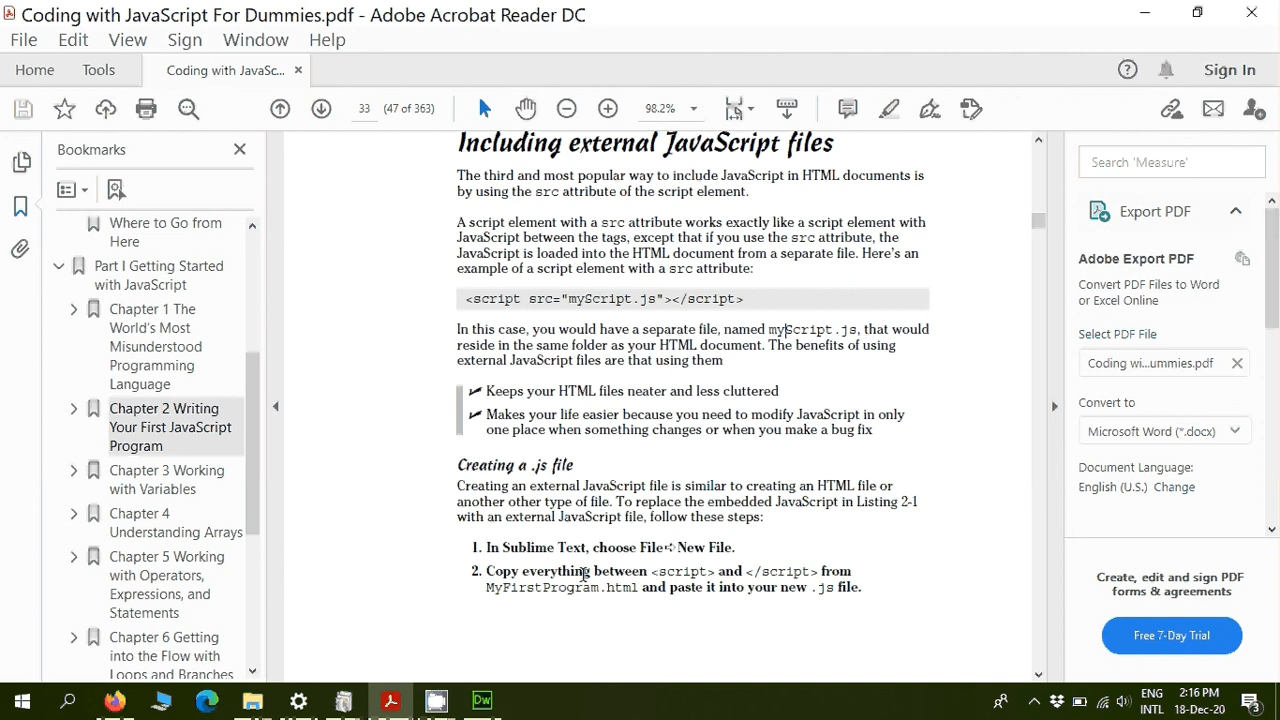 Coding with JavaScript For Dummies.pdf - Adobe Acrobat Reader DC
File Edit View Sign Window Help
Home Tools Coding with JavaSc... Sign In
33 (47 of 363) 98.2%
Bookmarks
Where to Go from
Here
Part I Getting Started
with JavaScript
Chapter 1 The
World's Most
Misunderstood
Programming
Language
Chapter 2 Writing
Your First JavaScript
Program
Chapter 3 Working
with Variables
Chapter 4
Understanding Arrays
Chapter 5 Working
with Operators,
Expressions, and
Statements
Chapter 6 Getting
into the Flow with
Loops and Branches
Including external JavaScript files
The third and most popular way to include JavaScript in HTML documents is
by using the src attribute of the script element.
A script element with a src attribute works exactly like a script element with
JavaScript between the tags, except that if you use the src attribute, the
JavaScript is loaded into the HTML document from a separate file. Here's an
example of a script element with a src attribute:
<script src="myScript.js"></script>
In this case, you would have a separate file, named myScript.js, that would
reside in the same folder as your HTML document. The benefits of using
external JavaScript files are that using them
✓ Keeps your HTML files neater and less cluttered
✓ Makes your life easier because you need to modify JavaScript in only
one place when something changes or when you make a bug fix
Creating a .js file
Creating an external JavaScript file is similar to creating an HTML file or
another other type of file. To replace the embedded JavaScript in Listing 2-1
with an external JavaScript file, follow these steps:
1. In Sublime Text, choose File➪New File.
2. Copy everything between <script> and </script> from
MyFirstProgram.html and paste it into your new .js file.
Search 'Measure'
Export PDF
Adobe Export PDF
Convert PDF Files to Word
or Excel Online
Select PDF File
Coding wi...ummies.pdf
Convert to
Microsoft Word (*.docx)
Document Language:
English (U.S.) Change
Create, edit and sign PDF
forms & agreements
Free 7-Day Trial
Dw
ENG
INTL
2:16 PM
18-Dec-20
3